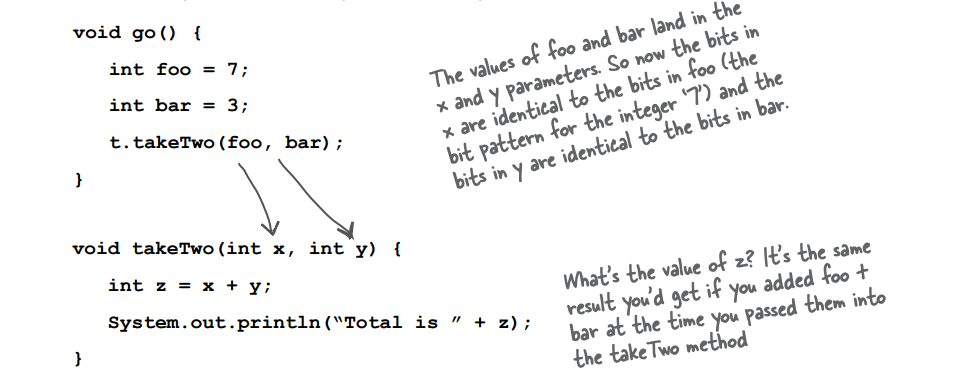 void go() {
int foo = 7;
int bar = 3;
t.takeTwo(foo, bar);
}
The values of foo and bar land in the
x and y parameters. So now the bits in
x are identical to the bits in foo (the
bit pattern for the integer ‘7’) and the
bits in y are identical to the bits in bar.
void takeTwo(int x, int y) {
int z = x + y;
System.out.println(“Total is ” + z);
}
What's the value of z? It's the same
result you'd get if you added foo +
bar at the time you passed them into
the takeTwo method